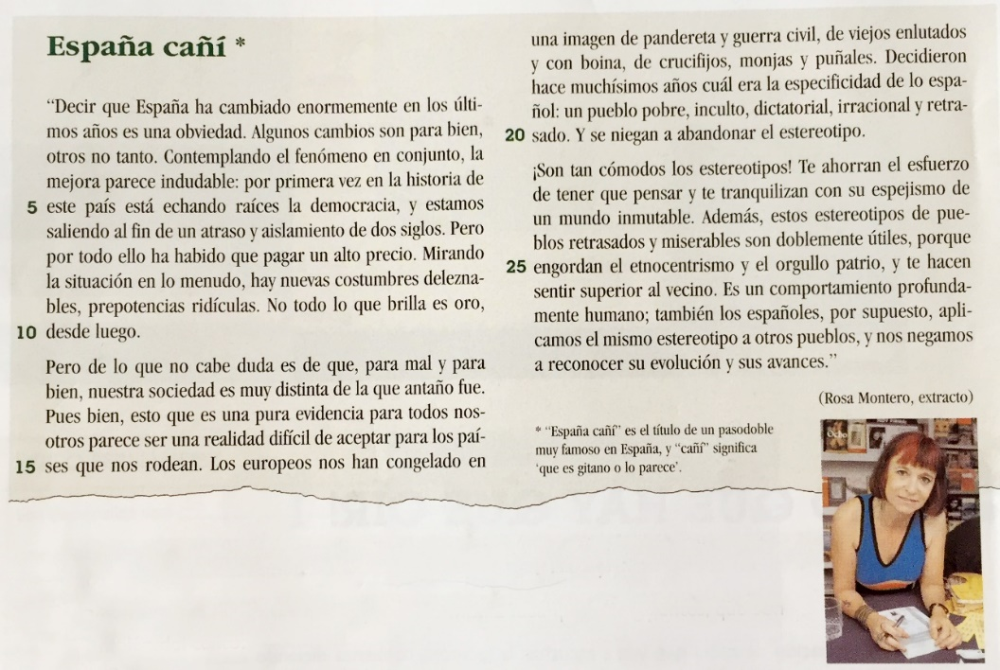 España cañí *
“Decir que España ha cambiado enormemente en los últi-
mos años es una obviedad. Algunos cambios son para bien,
otros no tanto. Contemplando el fenómeno en conjunto, la
mejora parece indudable: por primera vez en la historia de
5 este país está echando raíces la democracia, y estamos
saliendo al fin de un atraso y aislamiento de dos siglos. Pero
por todo ello ha habido que pagar un alto precio. Mirando
la situación en lo menudo, hay nuevas costumbres delezna-
bles, prepotencias ridículas. No todo lo que brilla es oro,
10 desde luego.
Pero de lo que no cabe duda es de que, para mal y para
bien, nuestra sociedad es muy distinta de la que antaño fue.
Pues bien, esto que es una pura evidencia para todos nos-
otros parece ser una realidad difícil de aceptar para los paí-
15 ses que nos rodean. Los europeos nos han congelado en
una imagen de pandereta y guerra civil, de viejos enlutados
y con boina, de crucifijos, monjas y puñales. Decidieron
hace muchísimos años cuál era la especificidad de lo espa-
ñol: un pueblo pobre, inculto, dictatorial, irracional y retra-
20 sado. Y se niegan a abandonar el estereotipo.
¡Son tan cómodos los estereotipos! Te ahorran el esfuerzo
de tener que pensar y te tranquilizan con su espejismo de
un mundo inmutable. Además, estos estereotipos de pue-
blos retrasados y miserables son doblemente útiles, porque
25 engordan el etnocentrismo y el orgullo patrio, y te hacen
sentir superior al vecino. Es un comportamiento profunda-
mente humano; también los españoles, por supuesto, apli-
camos el mismo estereotipo a otros pueblos, y nos negamos
a reconocer su evolución y sus avances.”
(Rosa Montero, extracto)
* “España cañí” es el título de un pasodoble
muy famoso en España, y “cañí” significa
‘que es gitano o lo parece’.